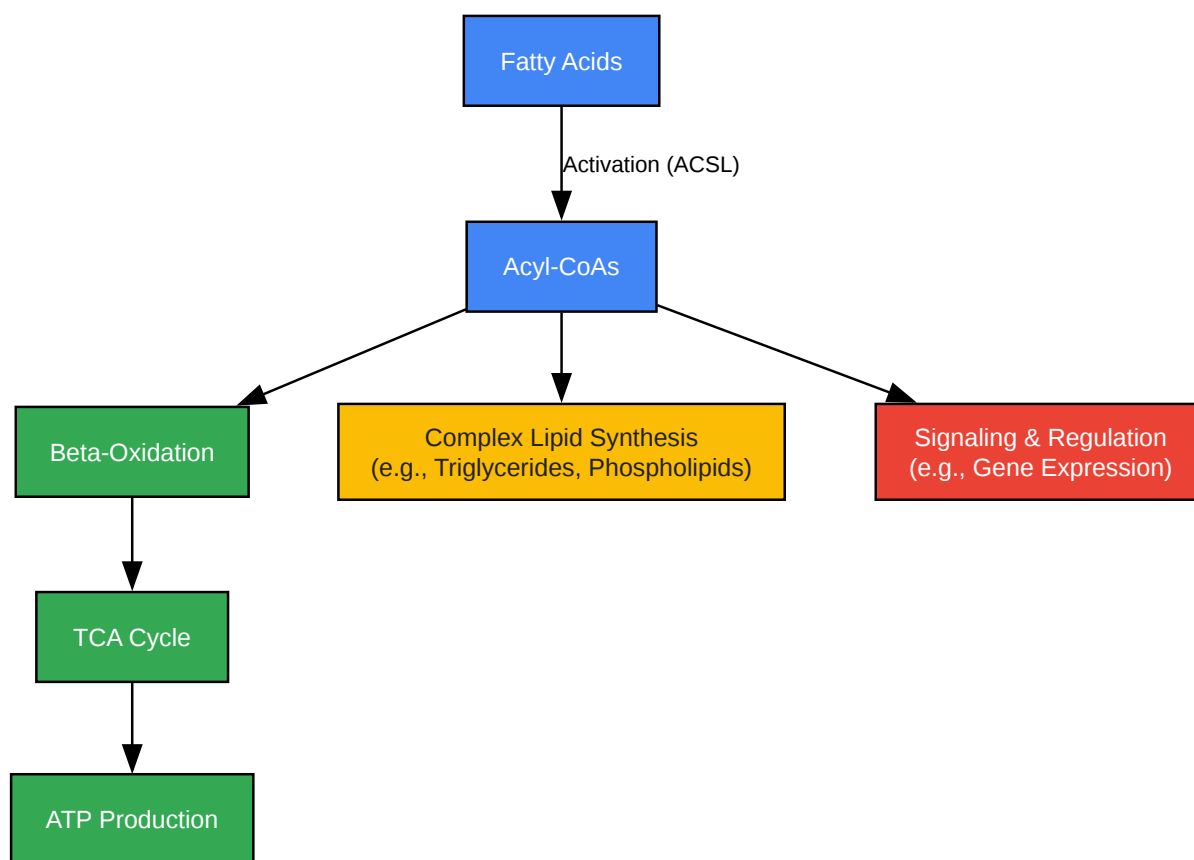 Fatty Acids
Activation (ACSL)
Acyl-CoAs
Beta-Oxidation
Complex Lipid Synthesis
(e.g., Triglycerides, Phospholipids)
Signaling & Regulation
(e.g., Gene Expression)
TCA Cycle
ATP Production